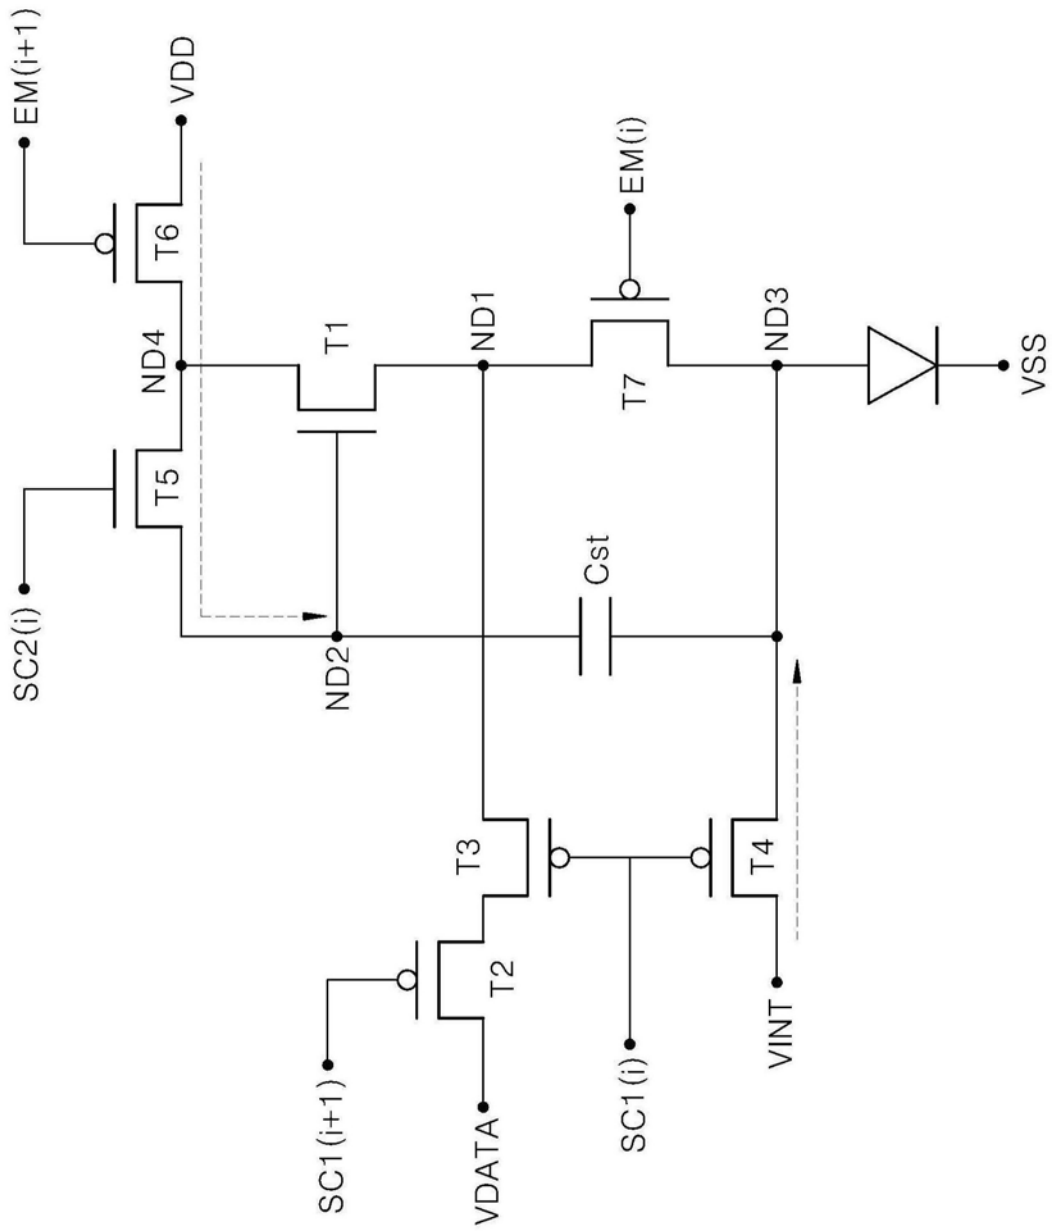 EM(i+1)
VDD
T6
SC2(i)
T5
ND4
T1
ND2
ND1
EM(i)
T7
Cst
ND3
VSS
SC1(i+1)
T2
T3
VDATA
SC1(i)
T4
VINT